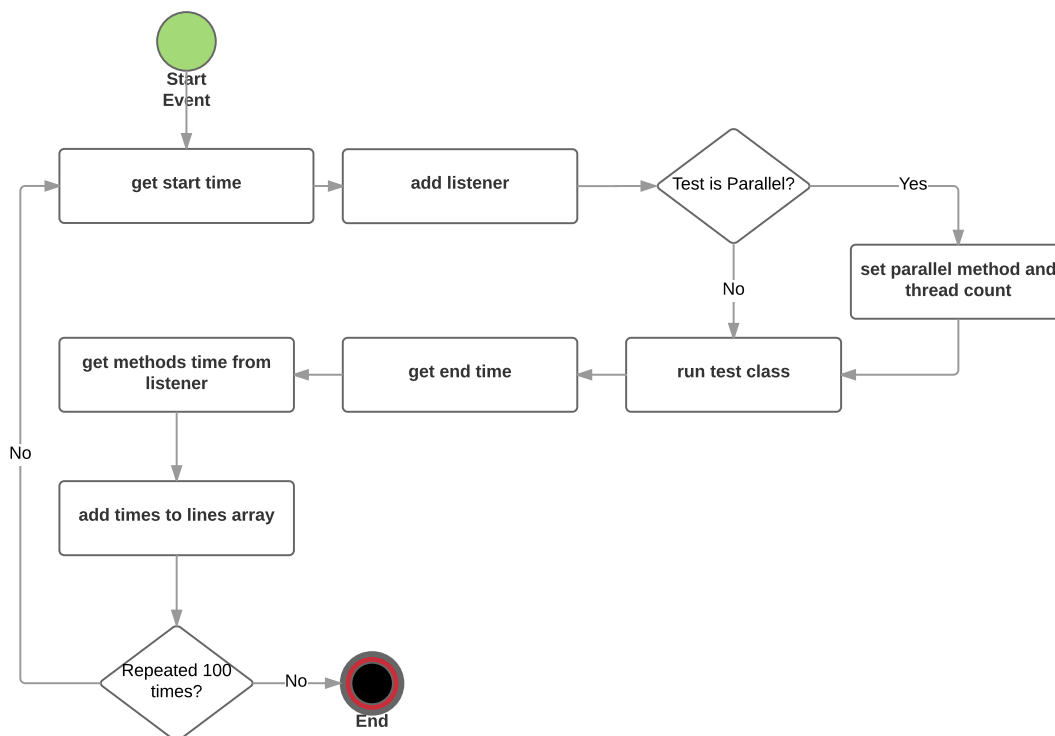 Start
Event
get start time
add listener
Test is Parallel?
Yes
set parallel method and
thread count
No
get methods time from
listener
get end time
run test class
No
add times to lines array
Repeated 100
times?
No
End